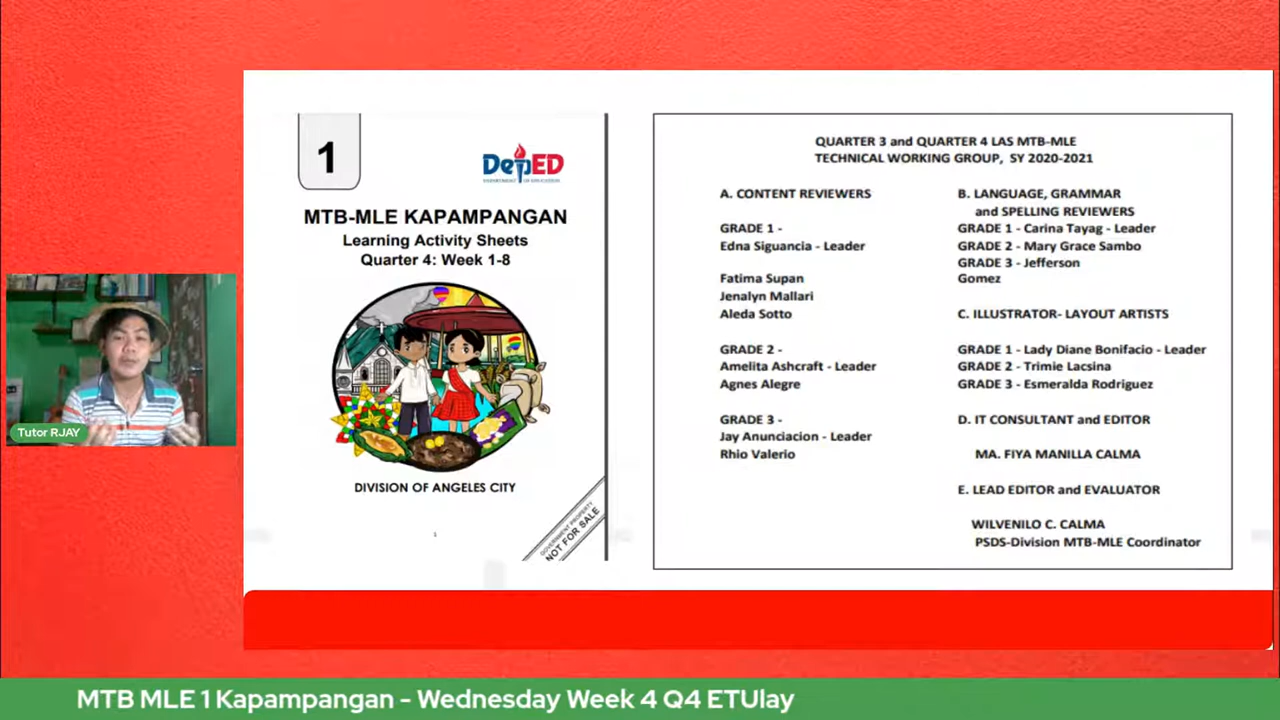 1
DepED
DEPARTMENT OF EDUCATION
MTB-MLE KAPAMPANGAN
Learning Activity Sheets
Quarter 4: Week 1-8
DIVISION OF ANGELES CITY
1
GOVERNMENT PROPERTY
NOT FOR SALE
QUARTER 3 and QUARTER 4 LAS MTB-MLE
TECHNICAL WORKING GROUP, SY 2020-2021
A. CONTENT REVIEWERS
GRADE 1 -
Edna Siguancia - Leader
Fatima Supan
Jenalyn Mallari
Aleda Sotto
GRADE 2 -
Amelita Ashcraft - Leader
Agnes Alegre
GRADE 3 -
Jay Anunciacion - Leader
Rhio Valerio
B. LANGUAGE, GRAMMAR
and SPELLING REVIEWERS
GRADE 1 - Carina Tayag - Leader
GRADE 2 - Mary Grace Sambo
GRADE 3 - Jefferson
Gomez
C. ILLUSTRATOR- LAYOUT ARTISTS
GRADE 1 - Lady Diane Bonifacio - Leader
GRADE 2 - Trimie Lacsina
GRADE 3 - Esmeralda Rodriguez
D. IT CONSULTANT and EDITOR
MA. FIYA MANILLA CALMA
E. LEAD EDITOR and EVALUATOR
WILVENILO C. CALMA
PSDS-Division MTB-MLE Coordinator
Tutor RJAY
MTB MLE 1 Kapampangan - Wednesday Week 4 Q4 ETUlay